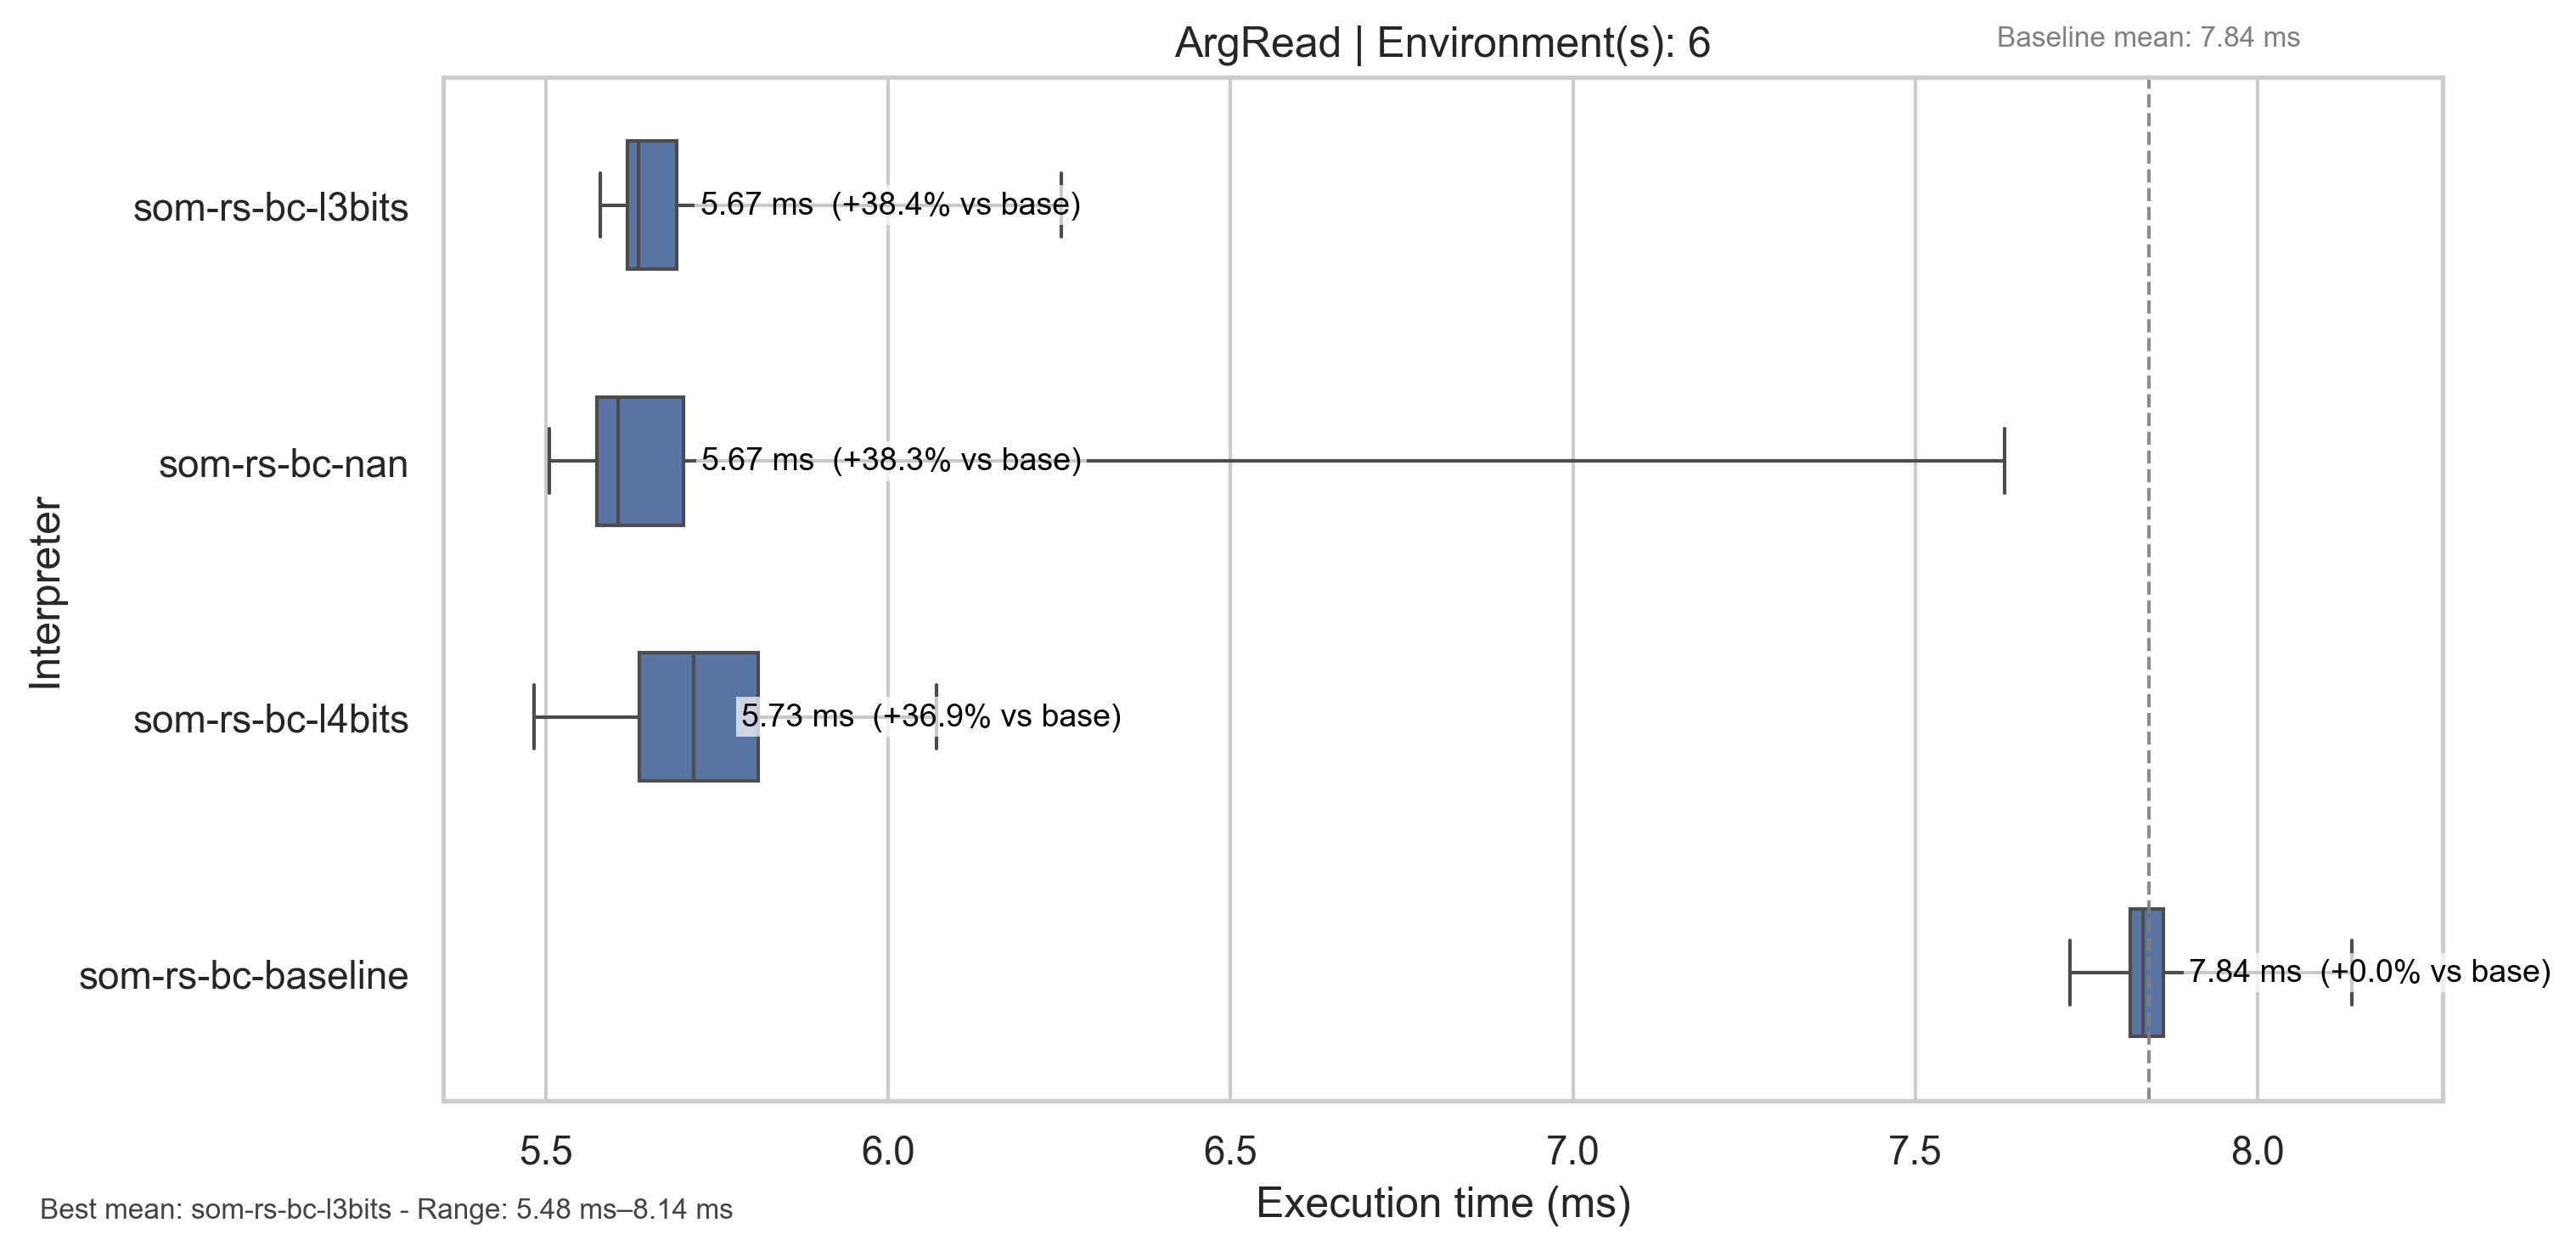 ArgRead | Environment(s): 6
Baseline mean: 7.84 ms
Interpreter
som-rs-bc-l3bits
5.67 ms (+38.4% vs base)
som-rs-bc-nan
5.67 ms (+38.3% vs base)
som-rs-bc-l4bits
5.73 ms (+36.9% vs base)
som-rs-bc-baseline
7.84 ms (+0.0% vs base)
5.5 6.0 6.5 7.0 7.5 8.0
Execution time (ms)
Best mean: som-rs-bc-l3bits - Range: 5.48 ms–8.14 ms